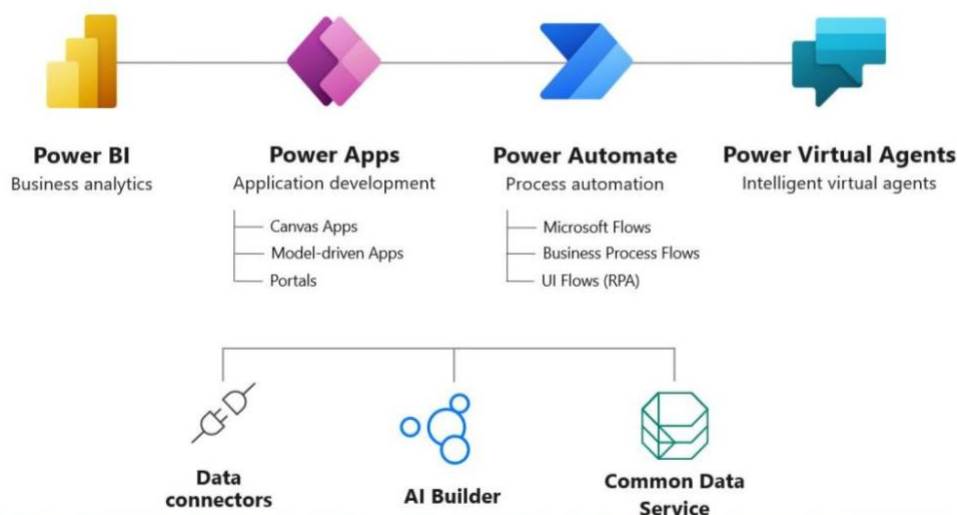 Power BI
Business analytics
Power Apps
Application development
Canvas Apps
Model-driven Apps
Portals
Power Automate
Process automation
Microsoft Flows
Business Process Flows
UI Flows (RPA)
Power Virtual Agents
Intelligent virtual agents
Data
connectors
AI Builder
Common Data
Service